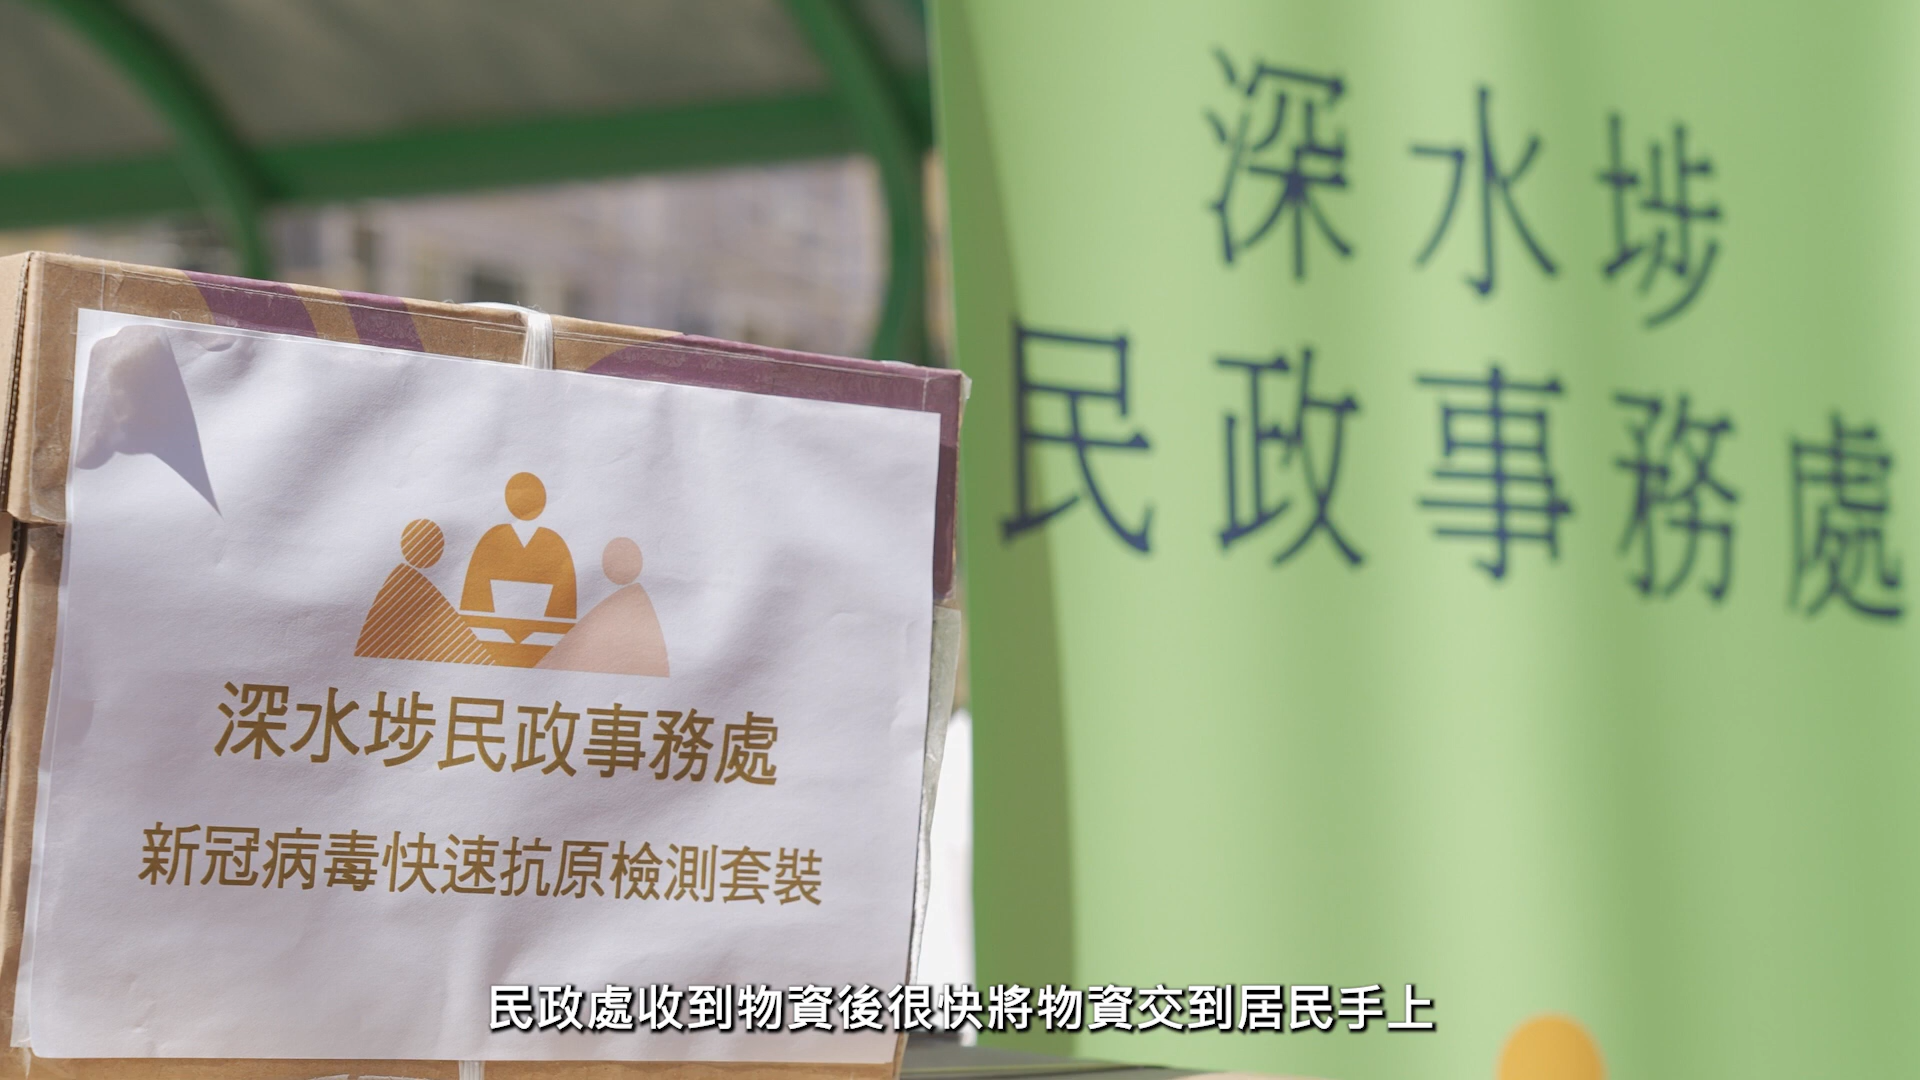 深水埗
民政事務處
深水埗民政事務處
新冠病毒快速抗原檢測套裝
民政處收到物資後很快將物資交到居民手上